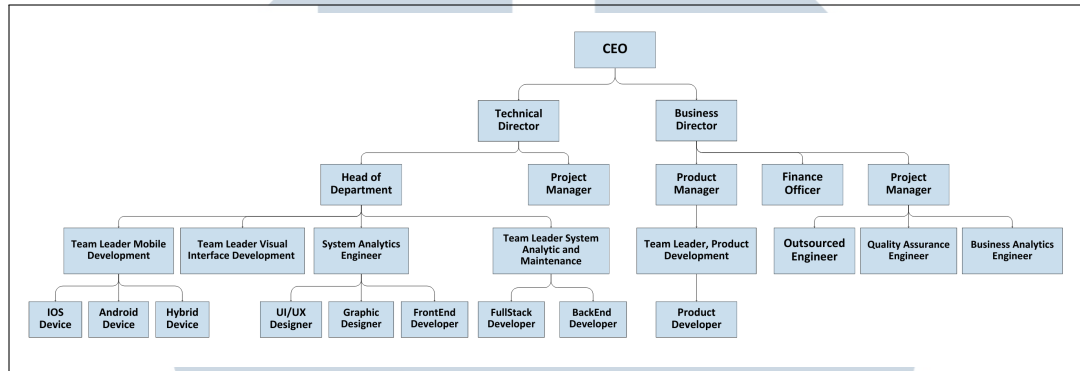 CEO
Technical
Director
Business
Director
Head of
Department
Project
Manager
Product
Manager
Finance
Officer
Project
Manager
Team Leader Mobile
Development
Team Leader Visual
Interface Development
System Analytics
Engineer
Team Leader System
Analytic and
Maintenance
Team Leader, Product
Development
Outsourced
Engineer
Quality Assurance
Engineer
Business Analytics
Engineer
IOS
Device
Android
Device
Hybrid
Device
UI/UX
Designer
Graphic
Designer
FrontEnd
Developer
FullStack
Developer
BackEnd
Developer
Product
Developer